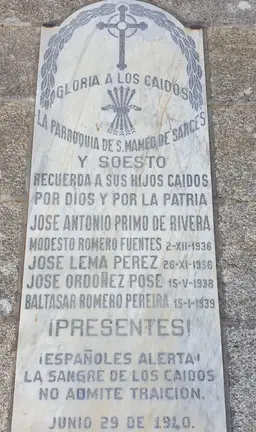 GLORIA A LOS CAIDOS
LA PARROQUIA DE S. MAMED DE SARCES
Y SOESTO
RECUERDA A SUS HIJOS CAIDOS
POR DIOS Y POR LA PATRIA
JOSE ANTONIO PRIMO DE RIVERA
MODESTO ROMERO FUENTES 2-XII-1936
JOSE LEMA PEREZ 26-XI-1936
JOSE ORDOÑEZ POSE 15-V-1938
BALTASAR ROMERO PEREIRA 15-I-1939
¡PRESENTES!
¡ESPAÑOLES ALERTA!
LA SANGRE DE LOS CAIDOS
NO ADMITE TRAICIÓN.
JUNIO 29 DE 1940.